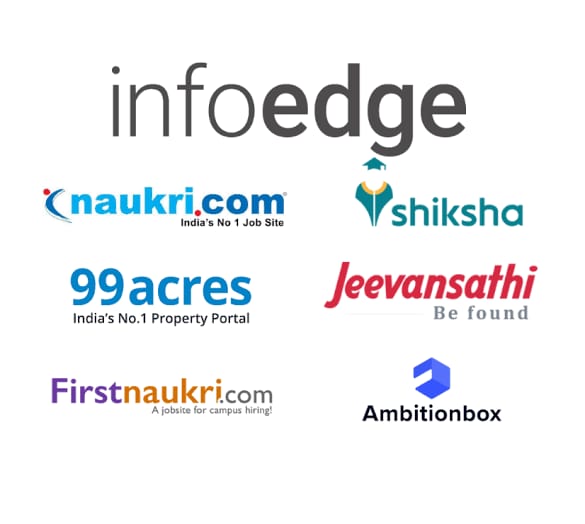 infoedge
naukri.com®
India's No 1 Job Site
shiksha
99acres
India's No.1 Property Portal
Jeevansathi
Be found
Firstnaukri.com
A jobsite for campus hiring!
Ambitionbox